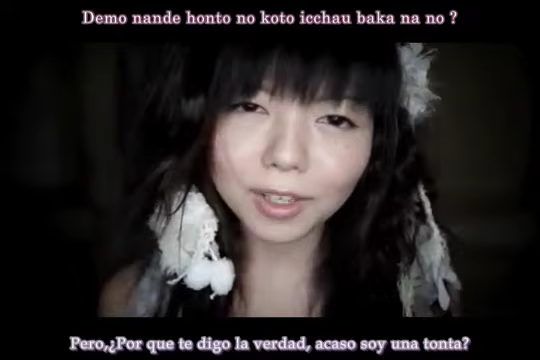 Demo nande honto no koto icchau baka na no ?
Pero,¿Por que te digo la verdad, acaso soy una tonta?